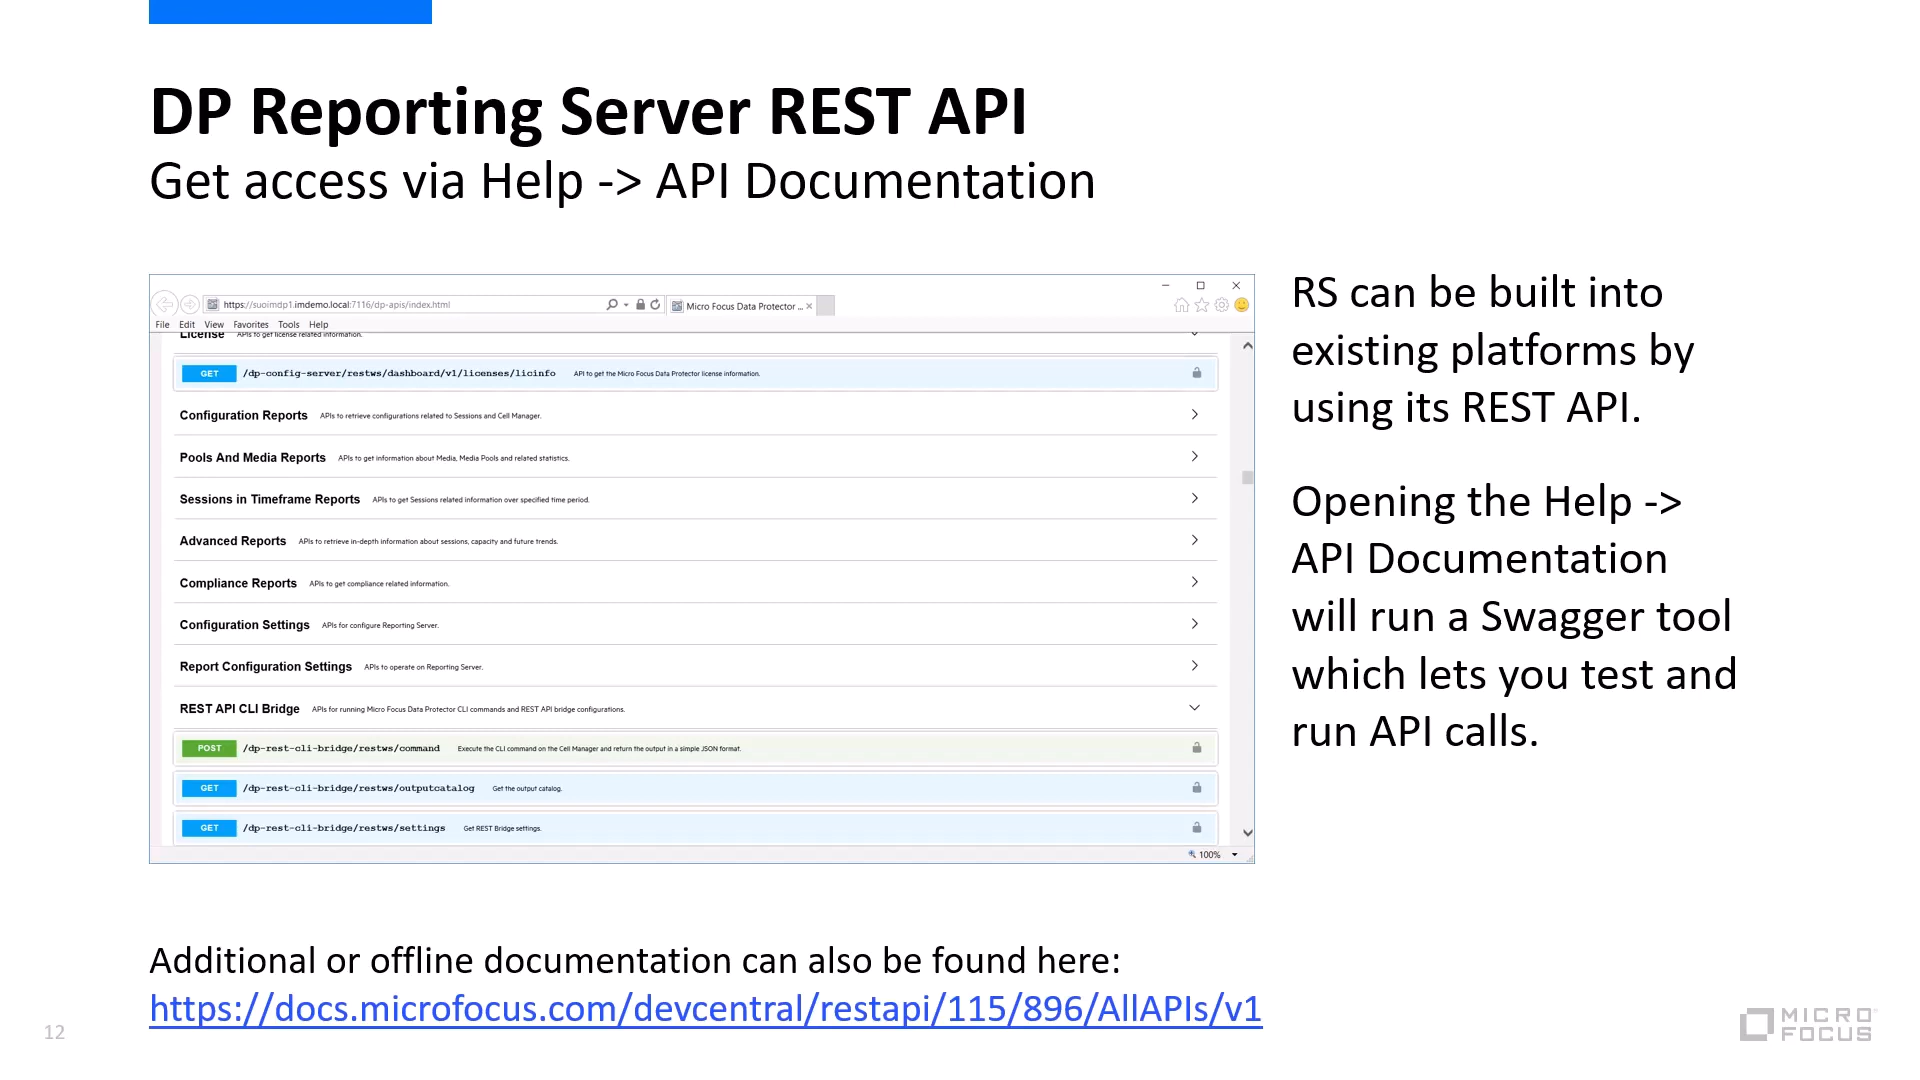 DP Reporting Server REST API
Get access via Help -> API Documentation
https://suoimdp1.imdemo.local:7116/dp-apis/index.html
Micro Focus Data Protector ...
File Edit View Favorites Tools Help
License APIs to get license related information.
GET /dp-config-server/restws/dashboard/v1/licenses/licinfo API to get the Micro Focus Data Protector license information.
Configuration Reports APIs to retrieve configurations related to Sessions and Cell Manager.
Pools And Media Reports APIs to get information about Media, Media Pools and related statistics.
Sessions in Timeframe Reports APIs to get Sessions related information over specified time period.
Advanced Reports APIs to retrieve in-depth information about sessions, capacity and future trends.
Compliance Reports APIs to get compliance related information.
Configuration Settings APIs for configure Reporting Server.
Report Configuration Settings APIs to operate on Reporting Server.
REST API CLI Bridge APIs for running Micro Focus Data Protector CLI commands and REST API bridge configurations.
POST /dp-rest-cli-bridge/restws/command Execute the CLI command on the Cell Manager and return the output in a simple JSON format.
GET /dp-rest-cli-bridge/restws/outputcatalog Get the output catalog.
GET /dp-rest-cli-bridge/restws/settings Get REST Bridge settings.
100%
RS can be built into
existing platforms by
using its REST API.
Opening the Help ->
API Documentation
will run a Swagger tool
which lets you test and
run API calls.
Additional or offline documentation can also be found here:
https://docs.microfocus.com/devcentral/restapi/115/896/AllAPIs/v1
12
MICRO
FOCUS